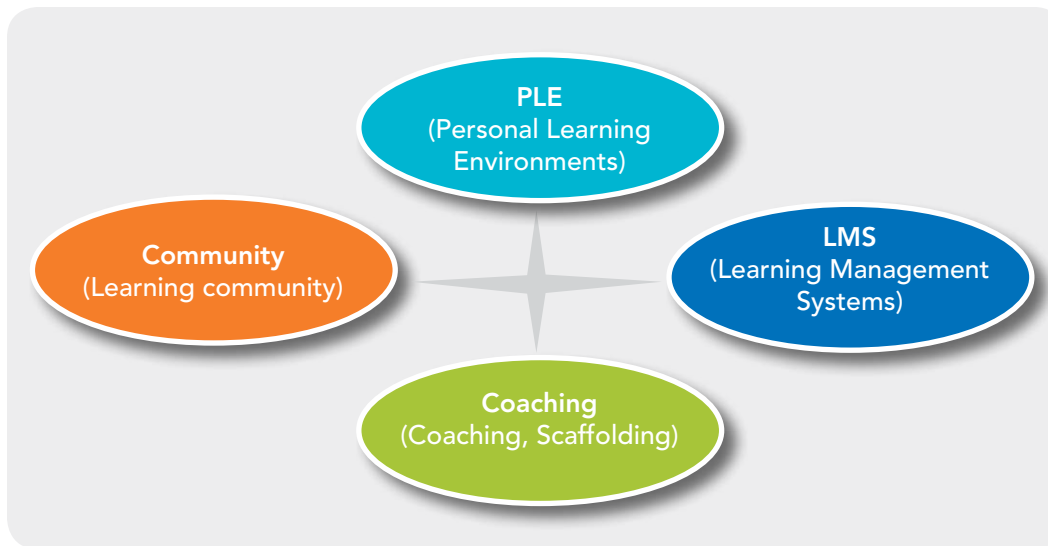 PLE
(Personal Learning
Environments)
Community
(Learning community)
LMS
(Learning Management
Systems)
Coaching
(Coaching, Scaffolding)